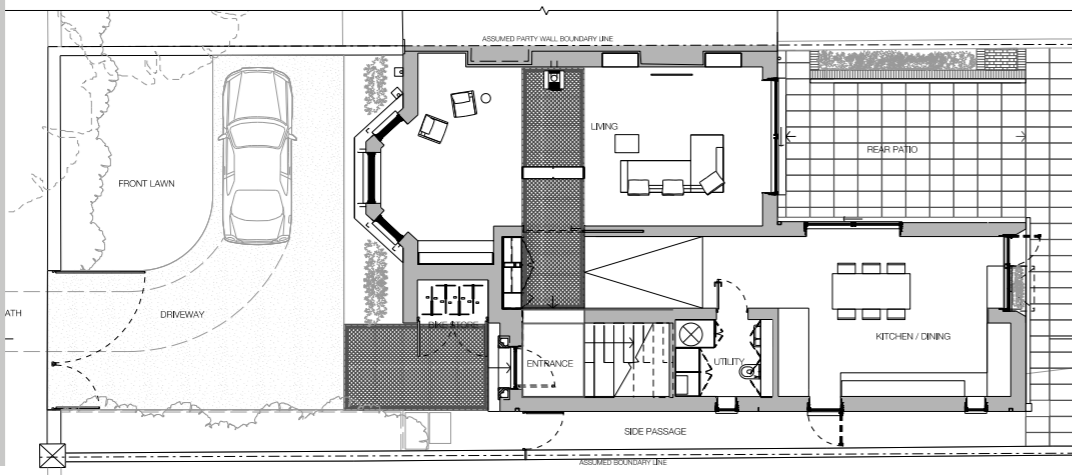 ASSUMED PARTY WALL BOUNDARY LINE
LIVING
REAR PATIO
FRONT LAWN
ATH
DRIVEWAY
BIKE STORE
KITCHEN / DINING
ENTRANCE
UTILITY
SIDE PASSAGE
ASSUMED BOUNDARY LINE